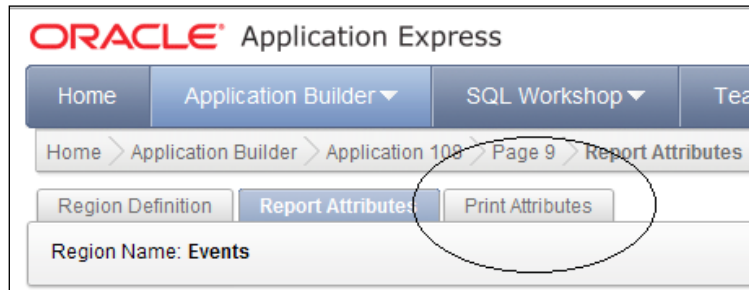 ORACLE Application Express
Home Application Builder SQL Workshop Tea
Home Application Builder Application 108 Page 9 Report Attributes
Region Definition Report Attributes Print Attributes
Region Name: Events